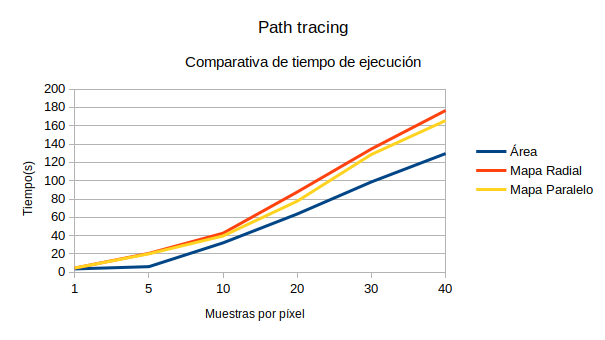 Path tracing
Comparativa de tiempo de ejecución
200
180
160
140
120
100
80
60
40
20
0
Tiempo(s)
1 5 10 20 30 40
Muestras por píxel
Área
Mapa Radial
Mapa Paralelo